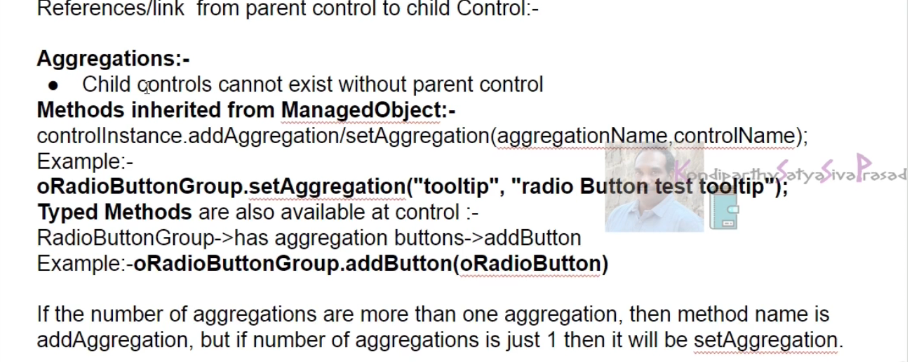 References/link from parent control to child Control:-
Aggregations:-
● Child controls cannot exist without parent control
Methods inherited from ManagedObject:-
controlInstance.addAggregation/setAggregation(aggregationName,controlName);
Example:-
oRadioButtonGroup.setAggregation("tooltip", "radio Button test tooltip");
KondiparthySatyaSivaPrasad
Typed Methods are also available at control :-
RadioButtonGroup->has aggregation buttons->addButton
Example:-oRadioButtonGroup.addButton(oRadioButton)
If the number of aggregations are more than one aggregation, then method name is
addAggregation, but if number of aggregations is just 1 then it will be setAggregation.